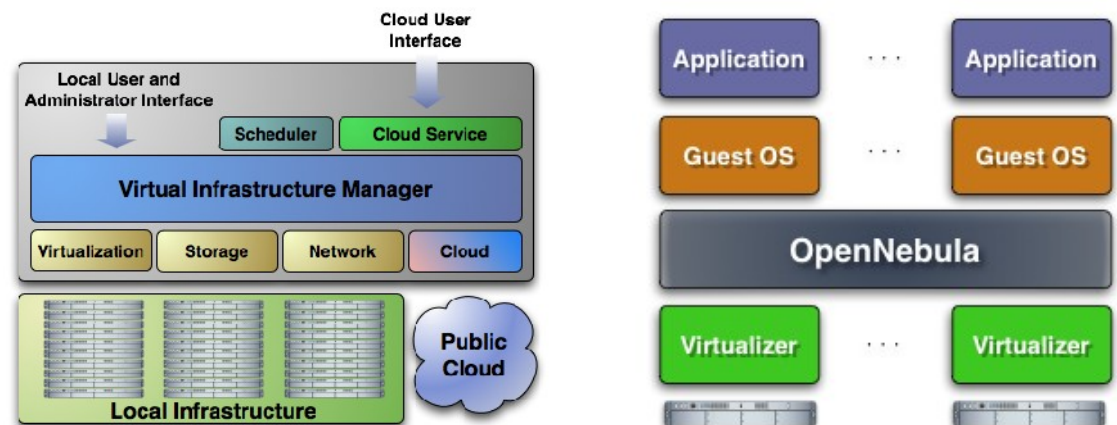 Cloud User
Interface
Local User and
Administrator Interface
Scheduler
Cloud Service
Virtual Infrastructure Manager
Virtualization
Storage
Network
Cloud
Local Infrastructure
Public
Cloud
Application
. . .
Application
Guest OS
. . .
Guest OS
OpenNebula
Virtualizer
. . .
Virtualizer